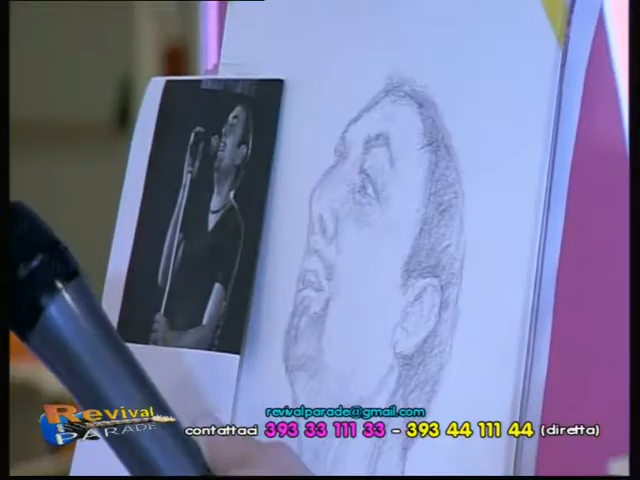 revivalparade@gmail.com
Revival
PARADE
contattaci 393 33 111 33 - 393 44 111 44 (diretta)